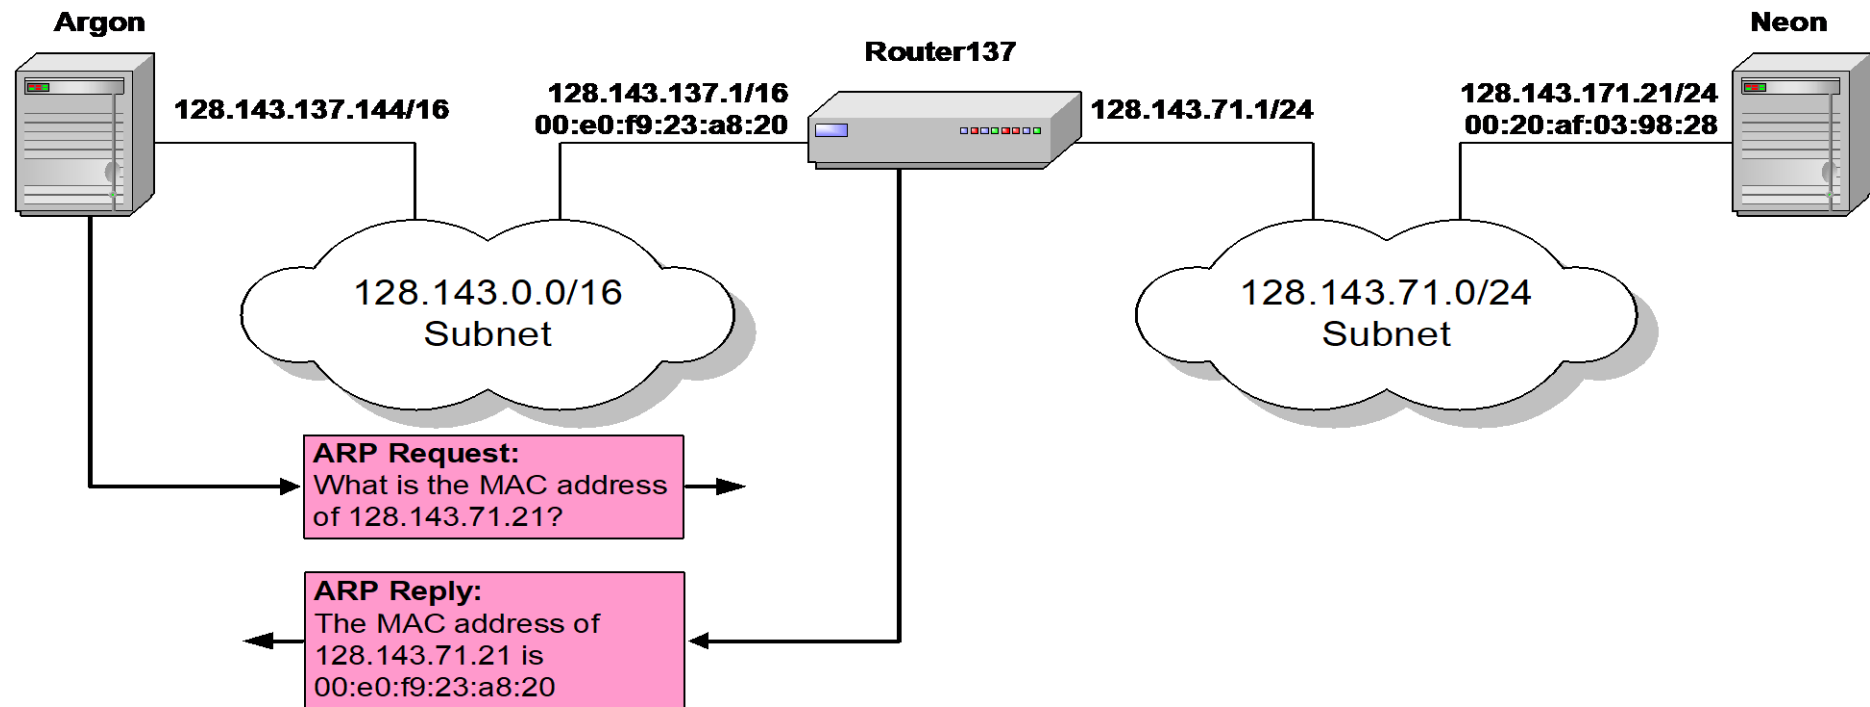 Argon
Neon
Router137
128.143.137.144/16
128.143.137.1/16
00:e0:f9:23:a8:20
128.143.71.1/24
128.143.171.21/24
00:20:af:03:98:28
128.143.0.0/16
Subnet
128.143.71.0/24
Subnet
ARP Request:
What is the MAC address
of 128.143.71.21?
ARP Reply:
The MAC address of
128.143.71.21 is
00:e0:f9:23:a8:20